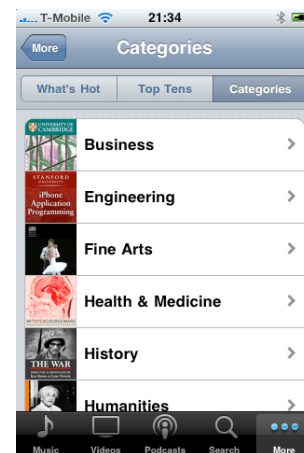 T-Mobile 21:34
More Categories
What's Hot Top Tens Categories
UNIVERSITY OF
CAMBRIDGE
Business
STANFORD
UNIVERSITY
iPhone
Application
Programming
Engineering
Fine Arts
Health & Medicine
THE WAR
History
Humanities
Music Videos Podcasts Search More